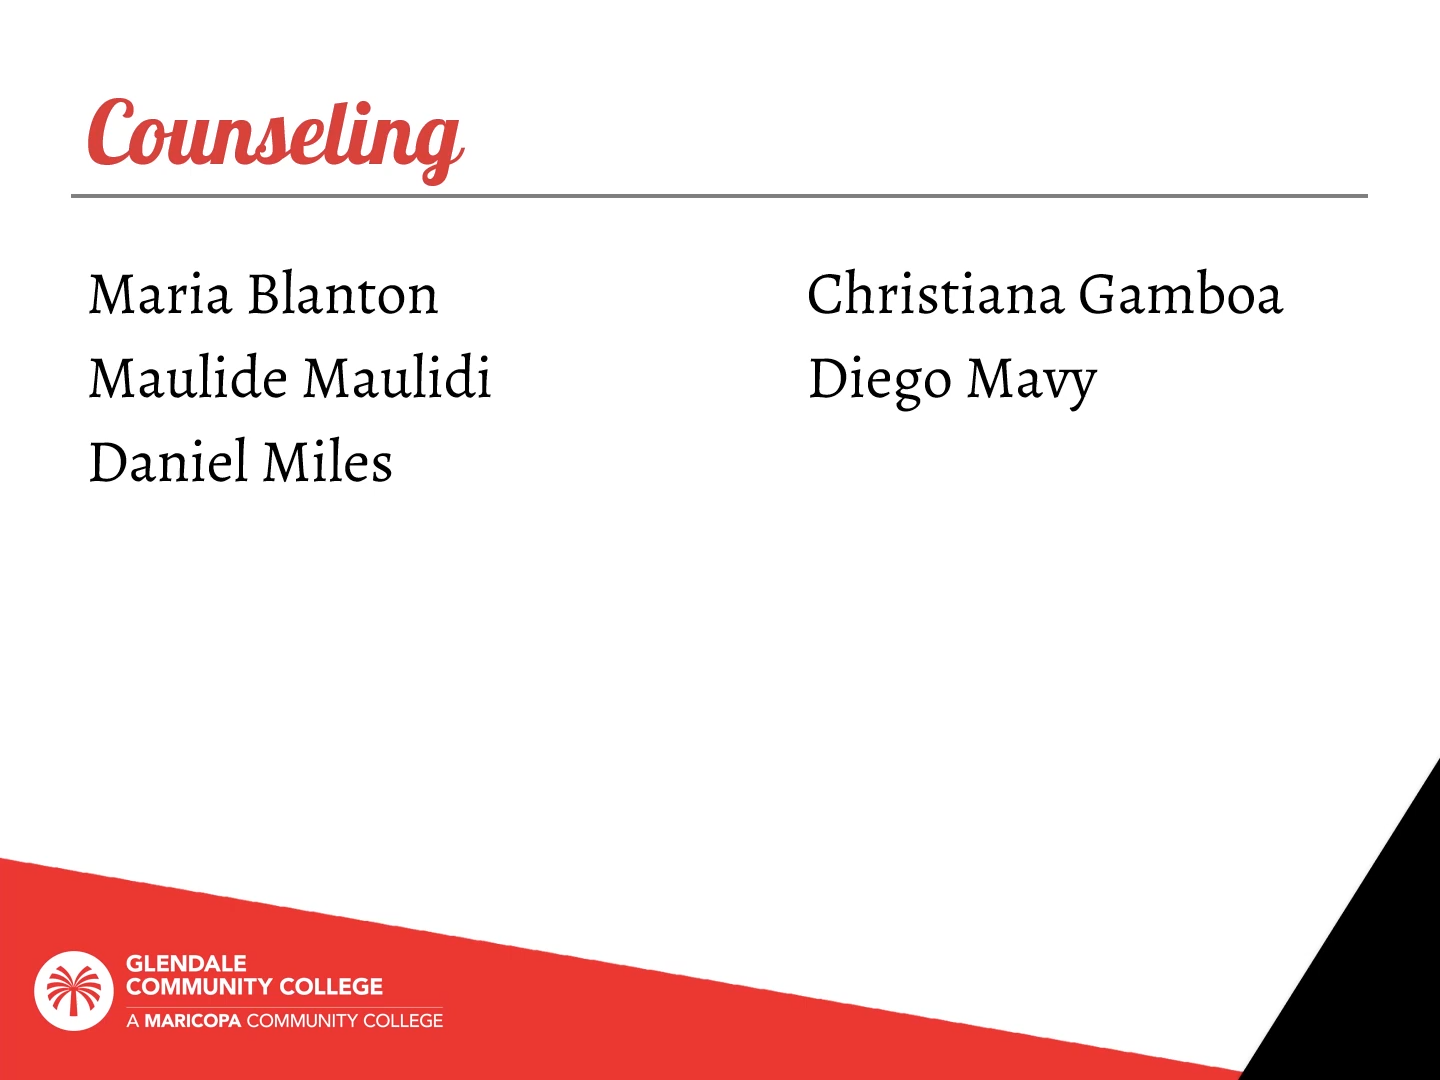 Counseling
Maria Blanton
Maulide Maulidi
Daniel Miles
Christiana Gamboa
Diego Mavy
GLENDALE
COMMUNITY COLLEGE
A MARICOPA COMMUNITY COLLEGE